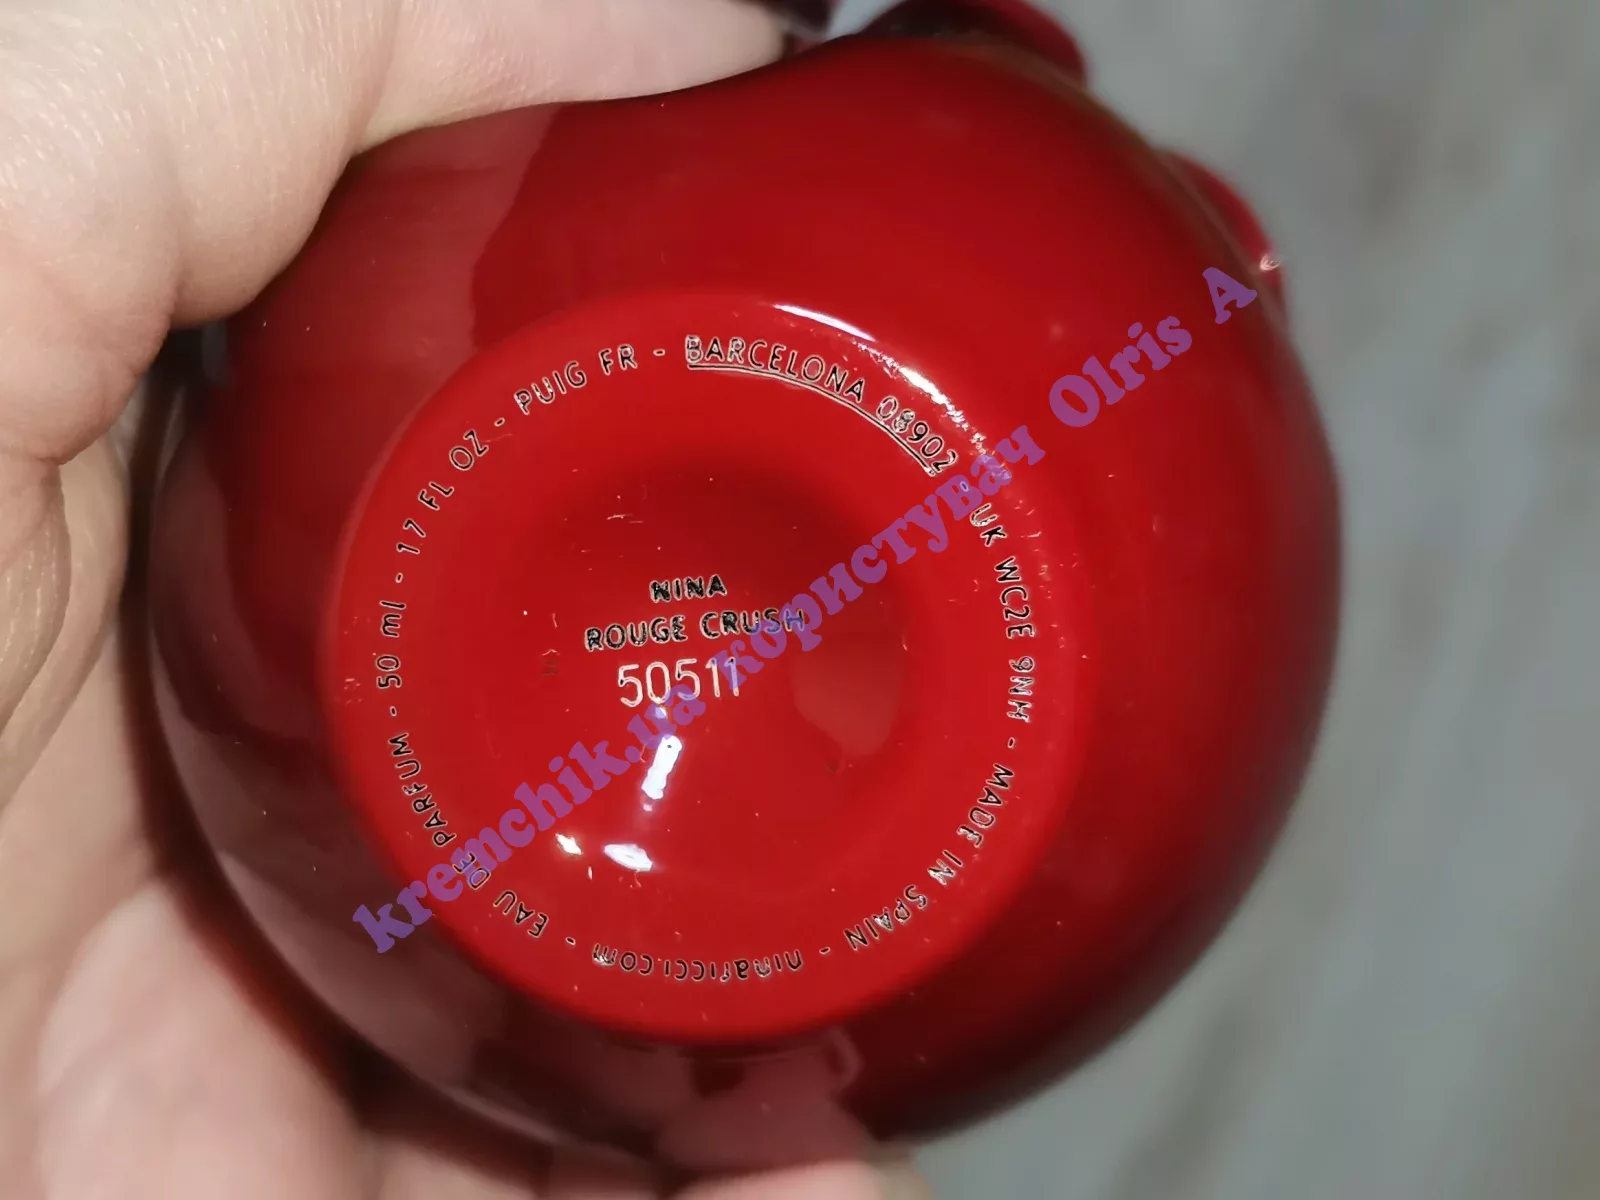 NINA
ROUGE CRUSH
50511
EAU DE PARFUM - 50 ml - 1.7 FL OZ - PUIG FR - BARCELONA 08902 - UK WC2E 9NH - MADE IN SPAIN - ninaricci.com -
kremchik.ua користувач Olris A